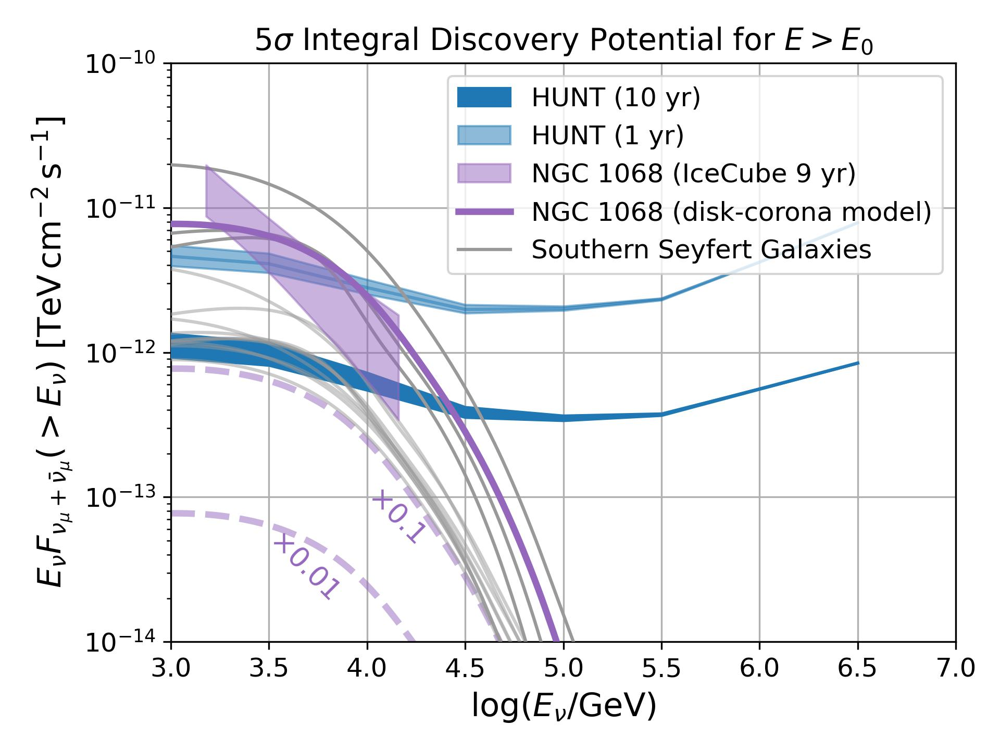 5σ Integral Discovery Potential for E > E₀
E_ν F_{ν_μ + ν̄_μ}(> E_ν) [TeV cm⁻² s⁻¹]
10⁻¹⁰
10⁻¹¹
10⁻¹²
10⁻¹³
10⁻¹⁴
HUNT (10 yr)
HUNT (1 yr)
NGC 1068 (IceCube 9 yr)
NGC 1068 (disk-corona model)
Southern Seyfert Galaxies
×0.1
×0.01
3.0 3.5 4.0 4.5 5.0 5.5 6.0 6.5 7.0
log(E_ν/GeV)